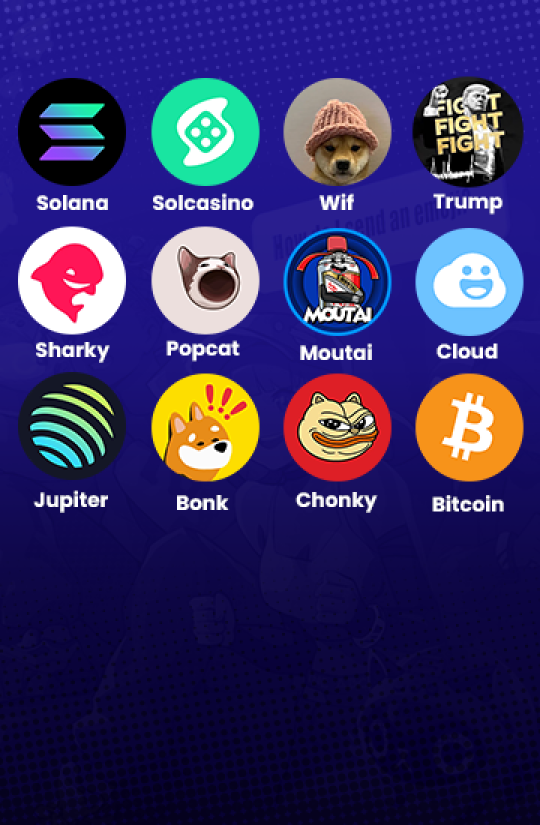 FIGHT
FIGHT
FIGHT
Solana
Solcasino
Wif
Trump
MOUTAI
Sharky
Popcat
Moutai
Cloud
Jupiter
Bonk
Chonky
Bitcoin